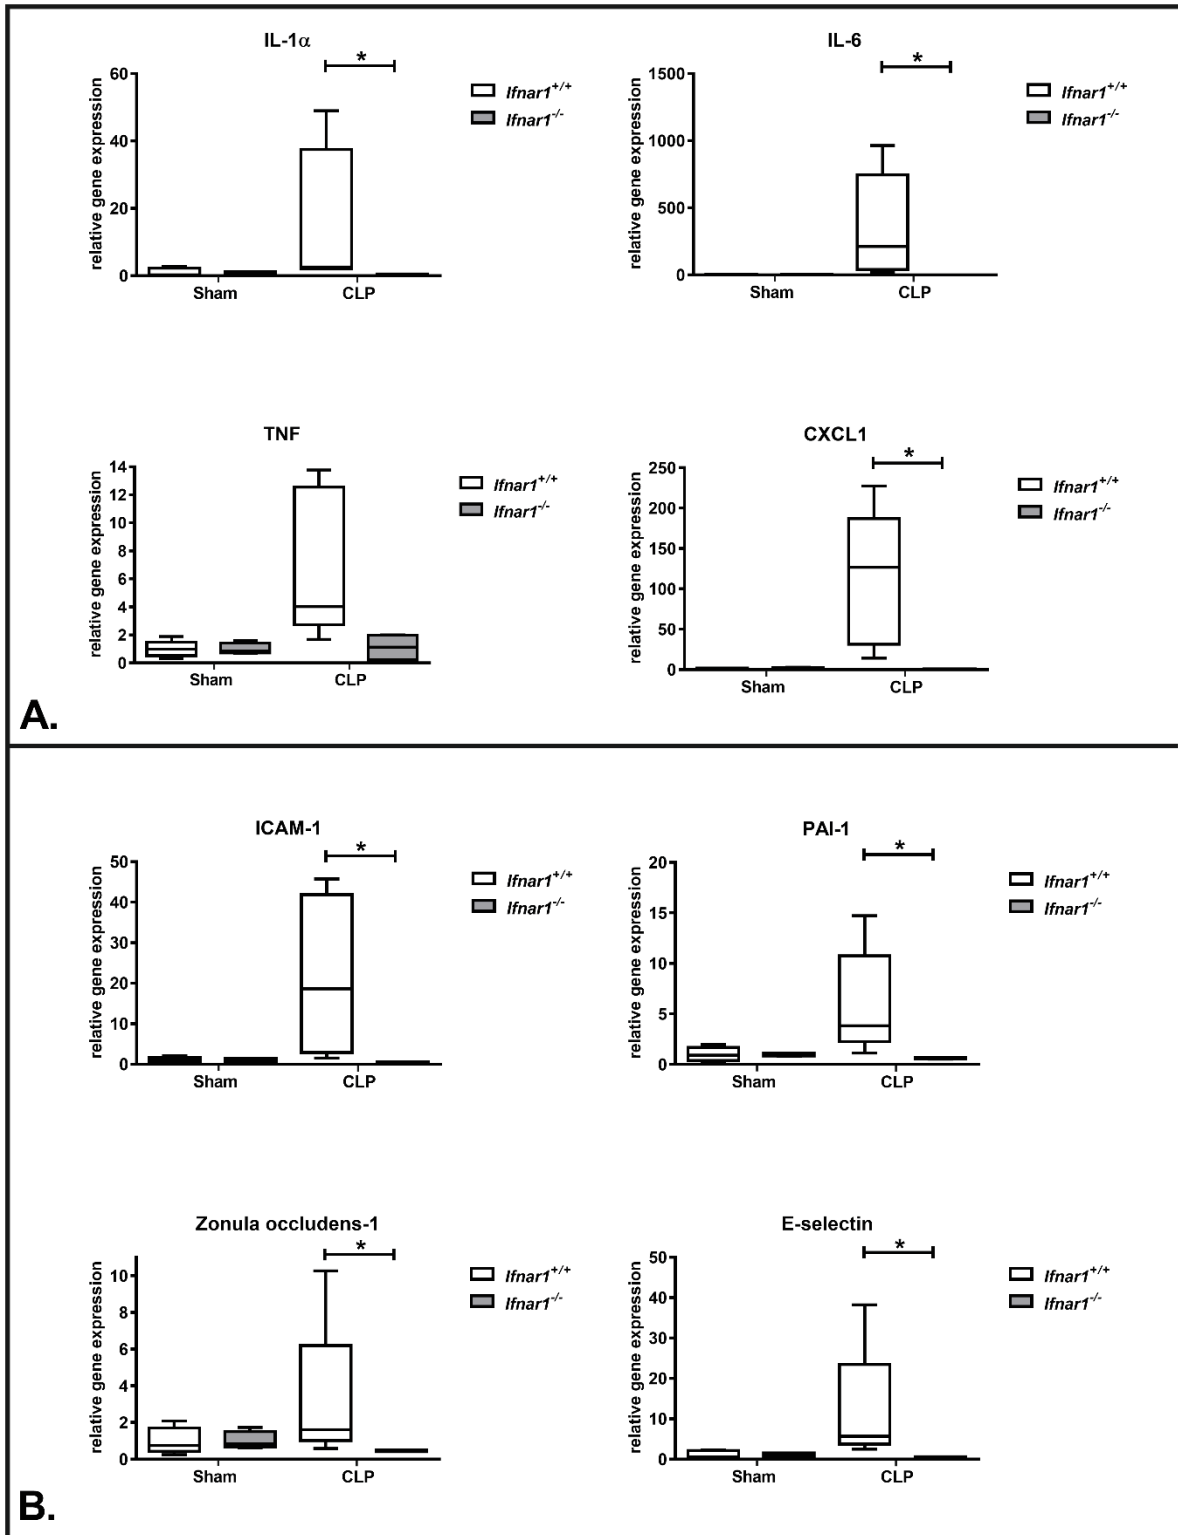 IL-1α
*
relative gene expression
60
40
20
0
Sham
CLP
Ifnar1+/+
Ifnar1-/-
IL-6
*
relative gene expression
1500
1000
500
0
Sham
CLP
Ifnar1+/+
Ifnar1-/-
TNF
relative gene expression
14
12
10
8
6
4
2
0
Sham
CLP
Ifnar1+/+
Ifnar1-/-
CXCL1
*
relative gene expression
250
200
150
100
50
0
Sham
CLP
Ifnar1+/+
Ifnar1-/-
A.
ICAM-1
*
relative gene expression
50
40
30
20
10
0
Sham
CLP
Ifnar1+/+
Ifnar1-/-
PAI-1
*
relative gene expression
20
15
10
5
0
Sham
CLP
Ifnar1+/+
Ifnar1-/-
Zonula occludens-1
*
relative gene expression
10
8
6
4
2
0
Sham
CLP
Ifnar1+/+
Ifnar1-/-
E-selectin
*
relative gene expression
50
40
30
20
10
0
Sham
CLP
Ifnar1+/+
Ifnar1-/-
B.